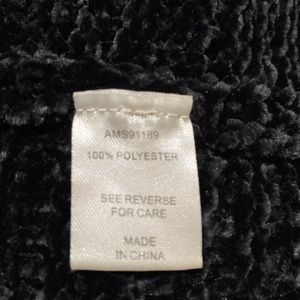 AMS91189
100% POLYESTER
SEE REVERSE
FOR CARE
MADE
IN CHINA